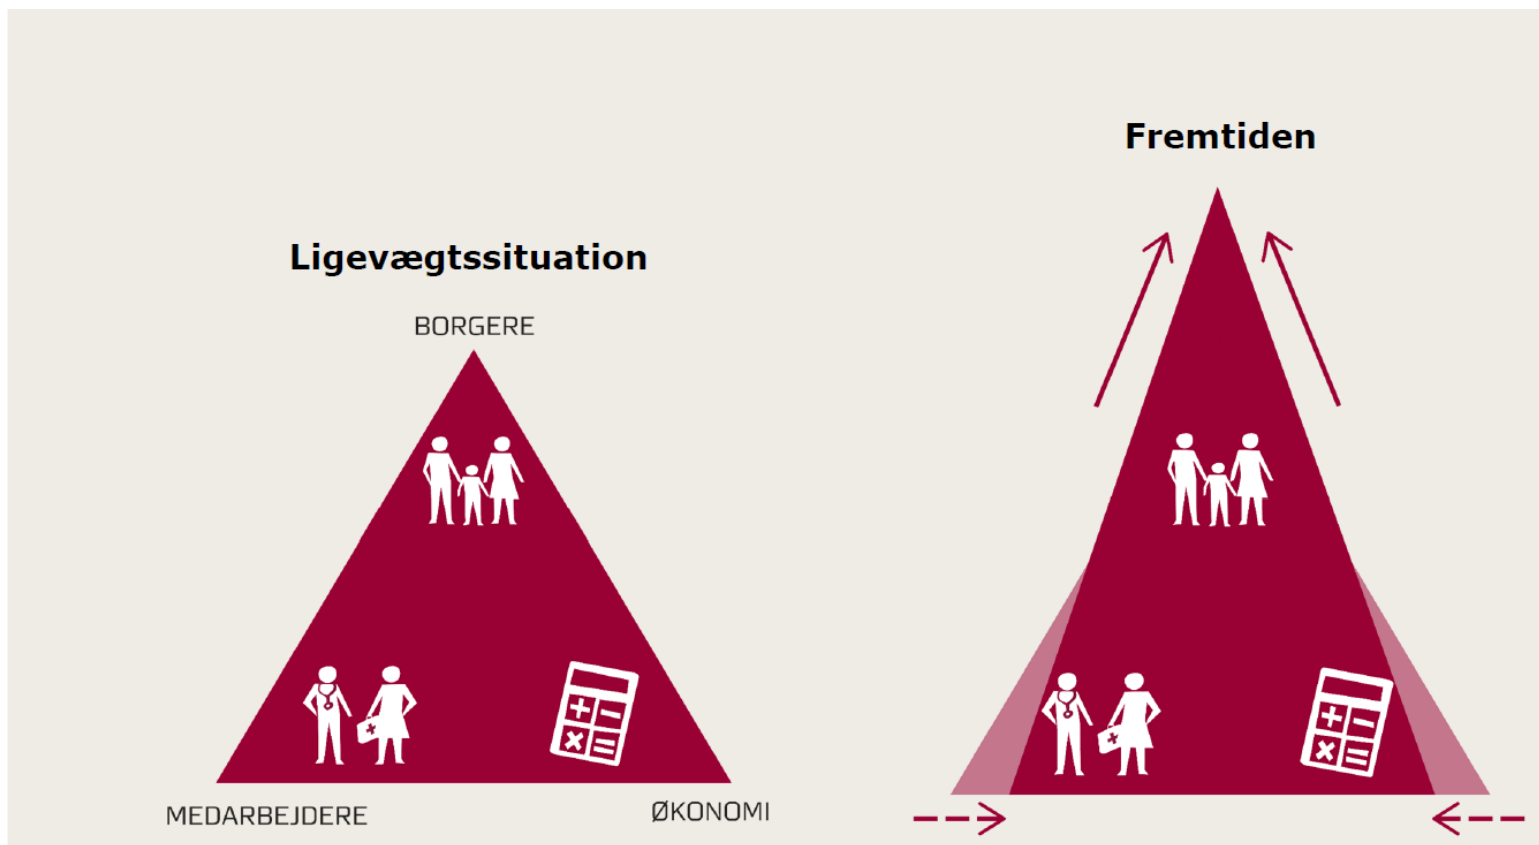 Fremtiden
Ligevægtssituation
BORGERE
MEDARBEJDERE
ØKONOMI